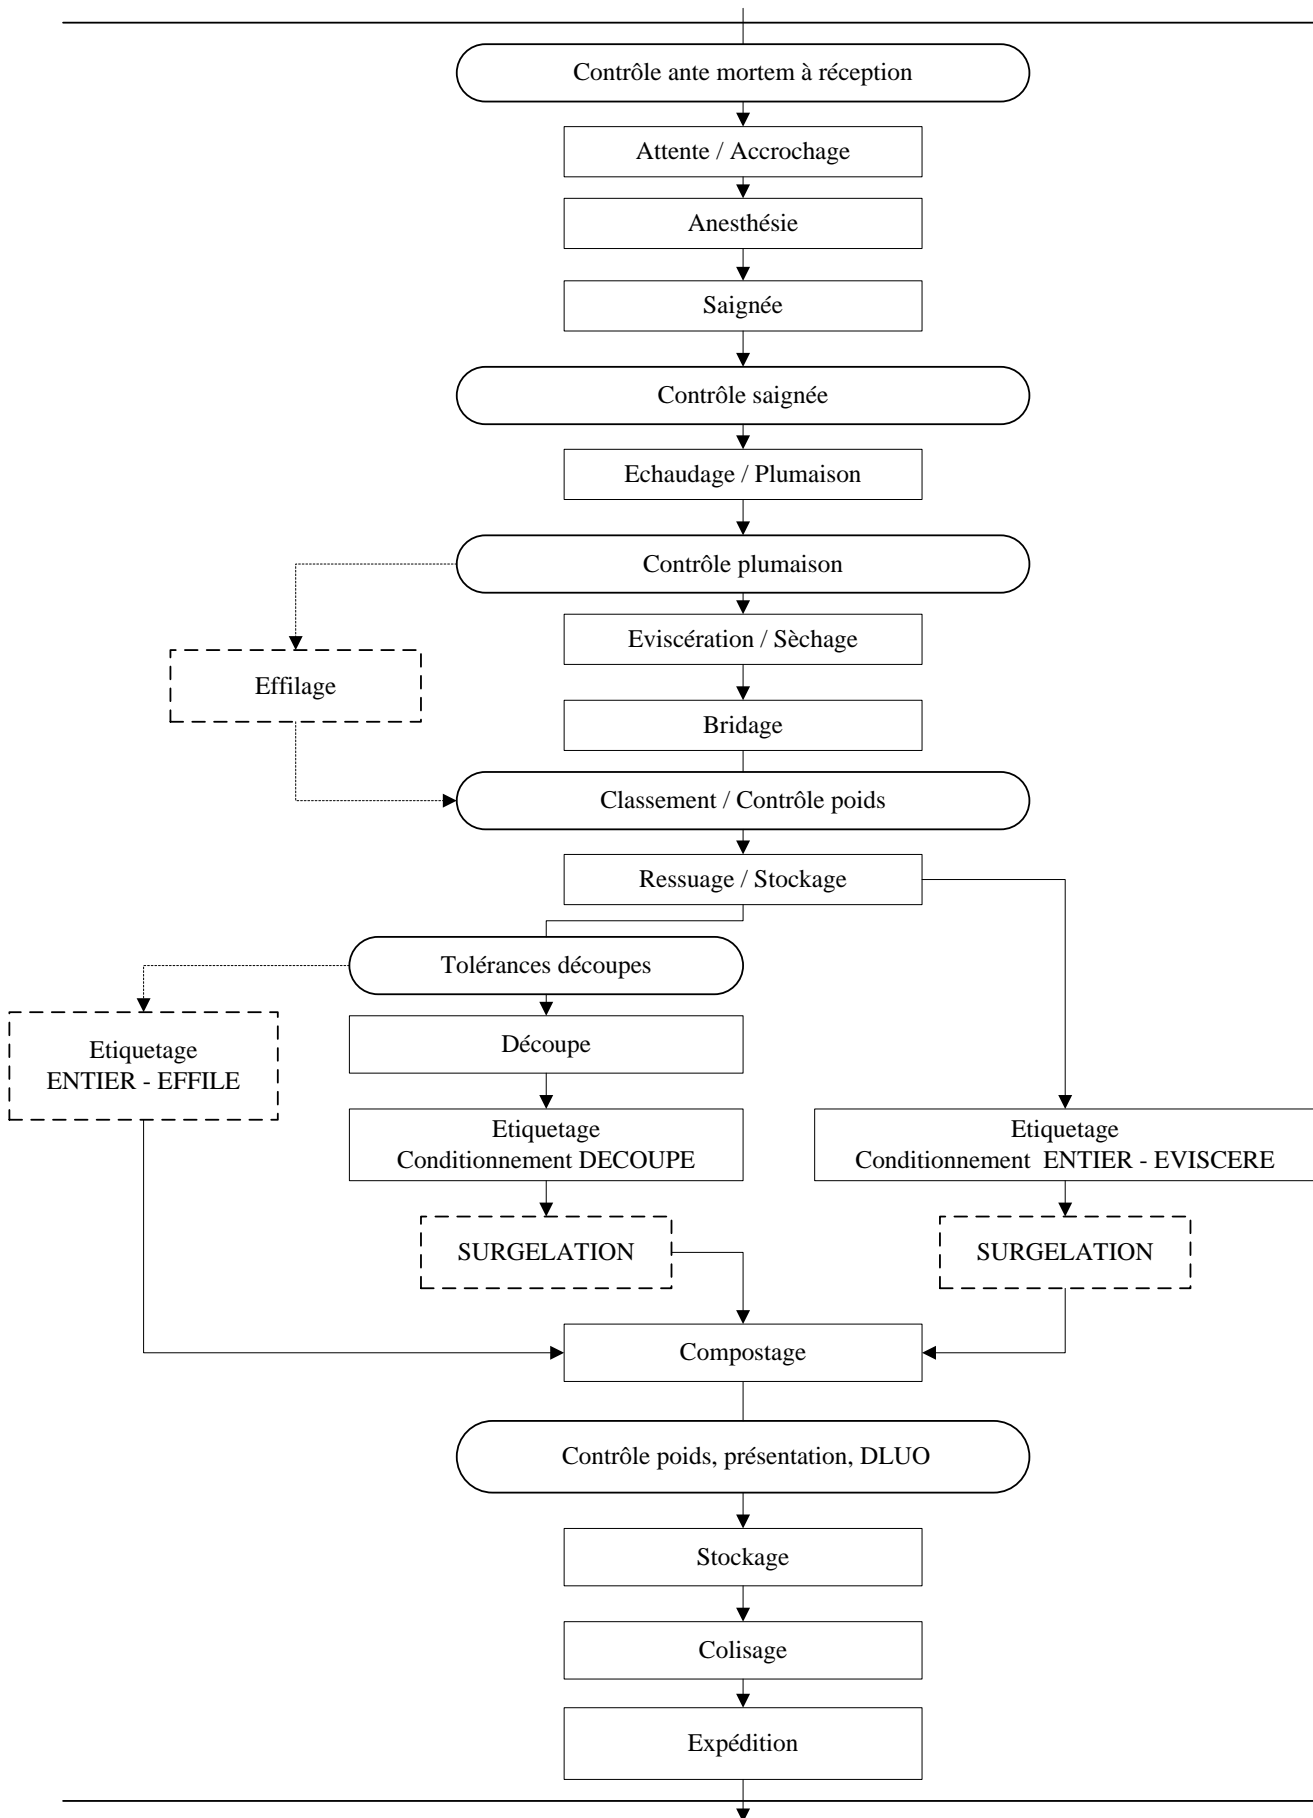 Contrôle ante mortem à réception
Attente / Accrochage
Anesthésie
Saignée
Contrôle saignée
Echaudage / Plumaison
Contrôle plumaison
Eviscération / Sèchage
Effilage
Bridage
Classement / Contrôle poids
Ressuage / Stockage
Tolérances découpes
Etiquetage
ENTIER - EFFILE
Découpe
Etiquetage
Conditionnement DECOUPE
Etiquetage
Conditionnement ENTIER - EVISCERE
SURGELATION
SURGELATION
Compostage
Contrôle poids, présentation, DLUO
Stockage
Colisage
Expédition